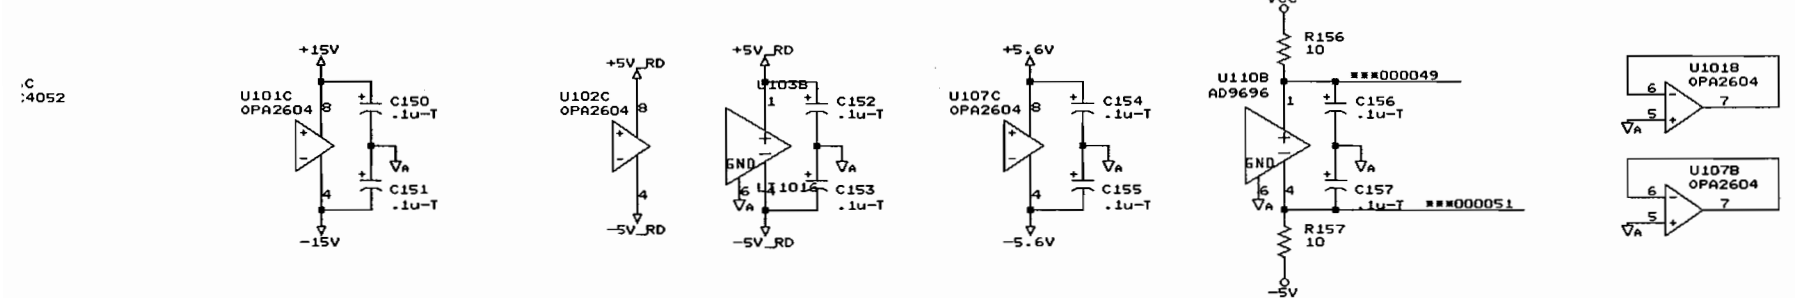 C
4052
+15V
U101C
OPA2604
8
+
-
4
-15V
+
C150
.1u-T
A
+
C151
.1u-T
+5V_RD
U102C
OPA2604
8
+
-
4
-5V_RD
+5V_RD
U103B
1
+
-
GND
6
4
A
LT1016
-5V_RD
+
C152
.1u-T
A
+
C153
.1u-T
+5.6V
U107C
OPA2604
8
+
-
4
-5.6V
+
C154
.1u-T
A
+
C155
.1u-T
VCC
R156
10
***000049
U110B
AD9696
1
+
-
GND
6
4
A
+
C156
.1u-T
A
+
C157
.1u-T
***000051
R157
10
-5V
U101B
OPA2604
6
-
7
5
+
A
U107B
OPA2604
6
-
7
5
+
A